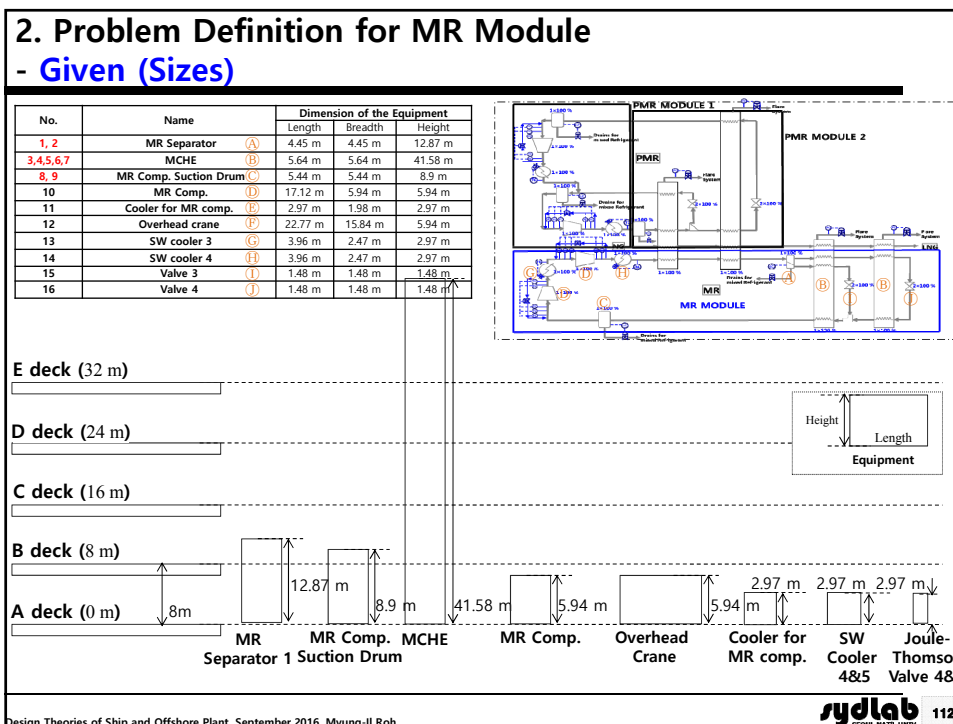 2. Problem Definition for MR Module
- Given (Sizes)
No. Name Dimension of the Equipment
Length Breadth Height
1, 2 MR Separator A 4.45 m 4.45 m 12.87 m
3,4,5,6,7 MCHE B 5.64 m 5.64 m 41.58 m
8, 9 MR Comp. Suction Drum C 5.44 m 5.44 m 8.9 m
10 MR Comp. D 17.12 m 5.94 m 5.94 m
11 Cooler for MR comp. E 2.97 m 1.98 m 2.97 m
12 Overhead crane F 22.77 m 15.84 m 5.94 m
13 SW cooler 3 G 3.96 m 2.47 m 2.97 m
14 SW cooler 4 H 3.96 m 2.47 m 2.97 m
15 Valve 3 I 1.48 m 1.48 m 1.48 m
16 Valve 4 J 1.48 m 1.48 m 1.48 m
PMR MODULE 1
PMR MODULE 2
PMR
MR
MR MODULE
LNG
E deck (32 m)
D deck (24 m)
C deck (16 m)
B deck (8 m)
A deck (0 m)
8m
Height
Length
Equipment
12.87 m
8.9 m
41.58 m
5.94 m
5.94 m
2.97 m
2.97 m
2.97 m
MR
Separator 1
MR Comp.
Suction Drum
MCHE
MR Comp.
Overhead
Crane
Cooler for
MR comp.
SW
Cooler
4&5
Joule-
Thomso
Valve 4&
Design Theories of Ship and Offshore Plant, September 2016, Myung-Il Roh
sydlab
112